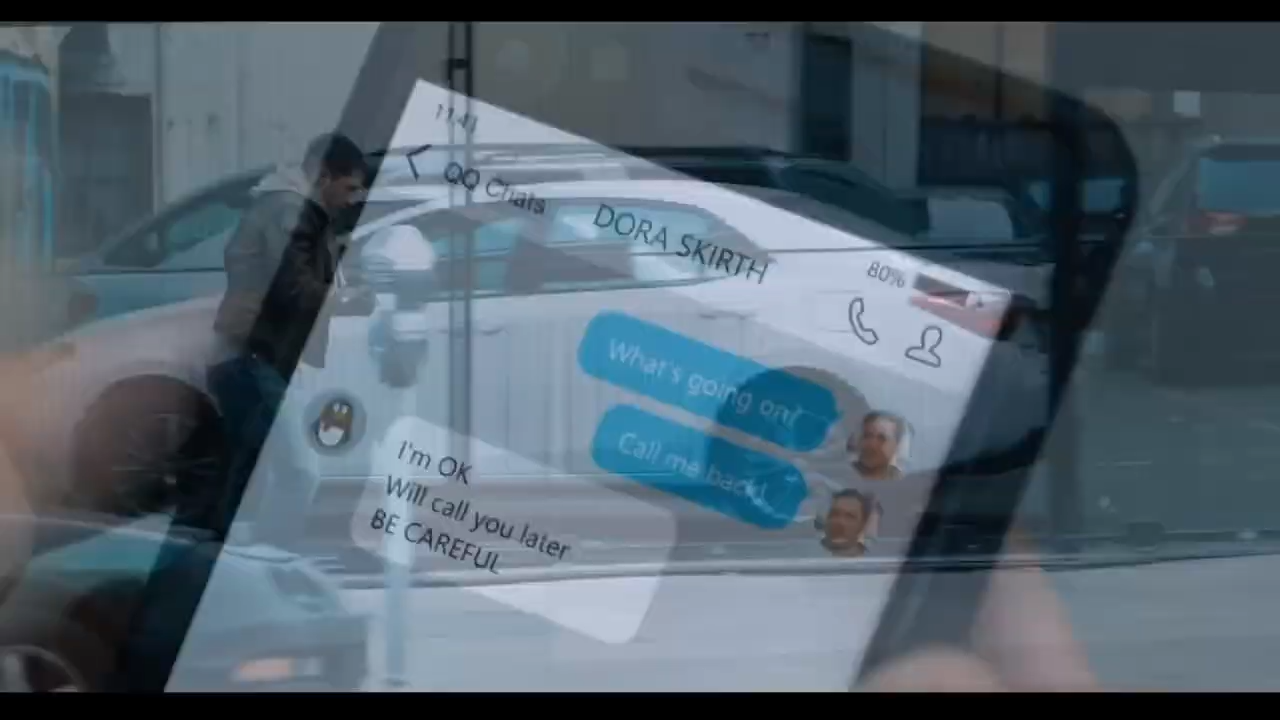 11:41
QQ Chats
DORA SKIRTH
80%
What's going on?
Call me back!
I'm OK
Will call you later
BE CAREFUL